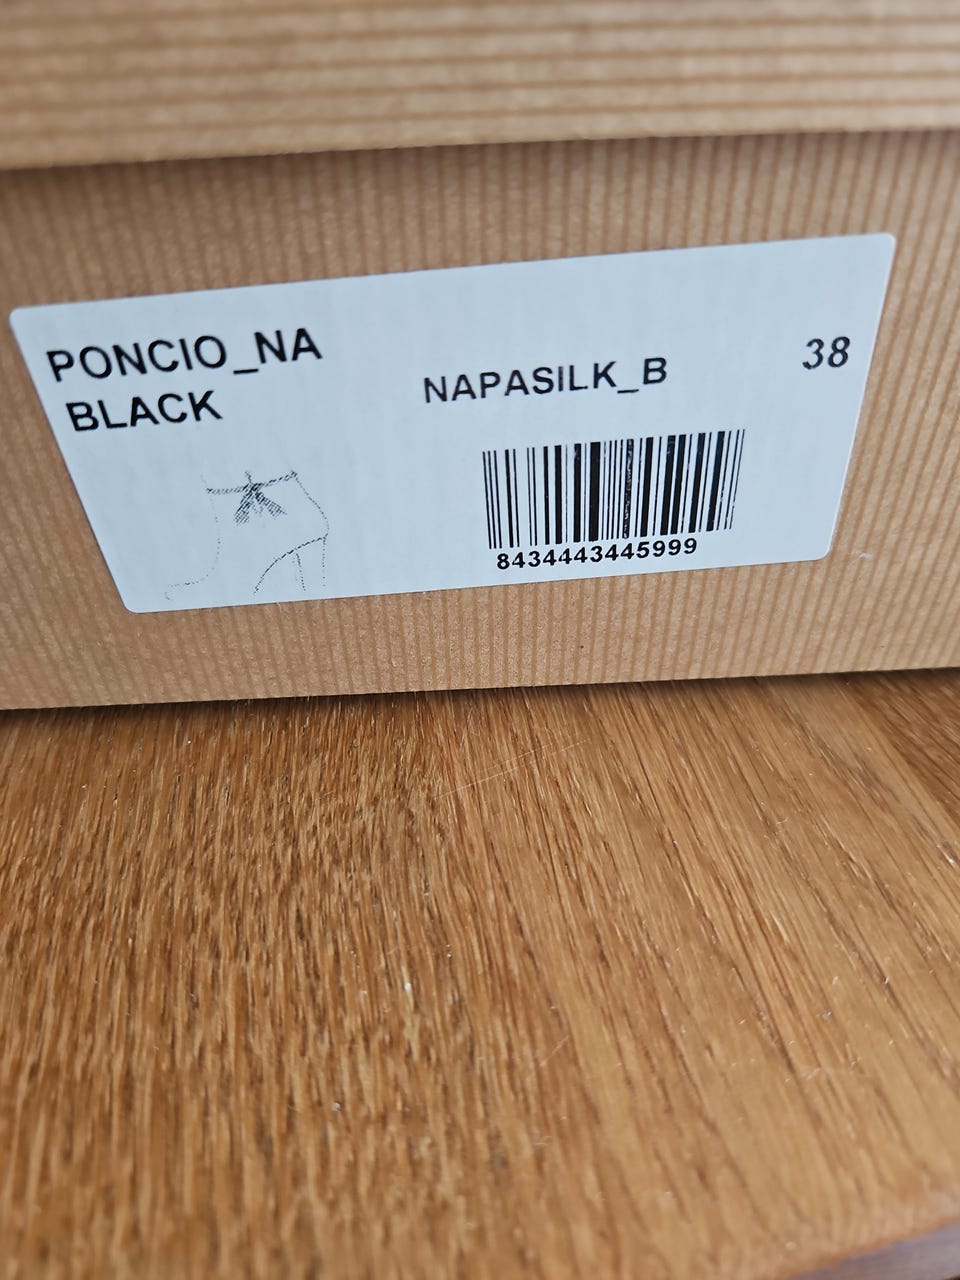 PONCIO_NA
BLACK
NAPASILK_B
38
8434443445999